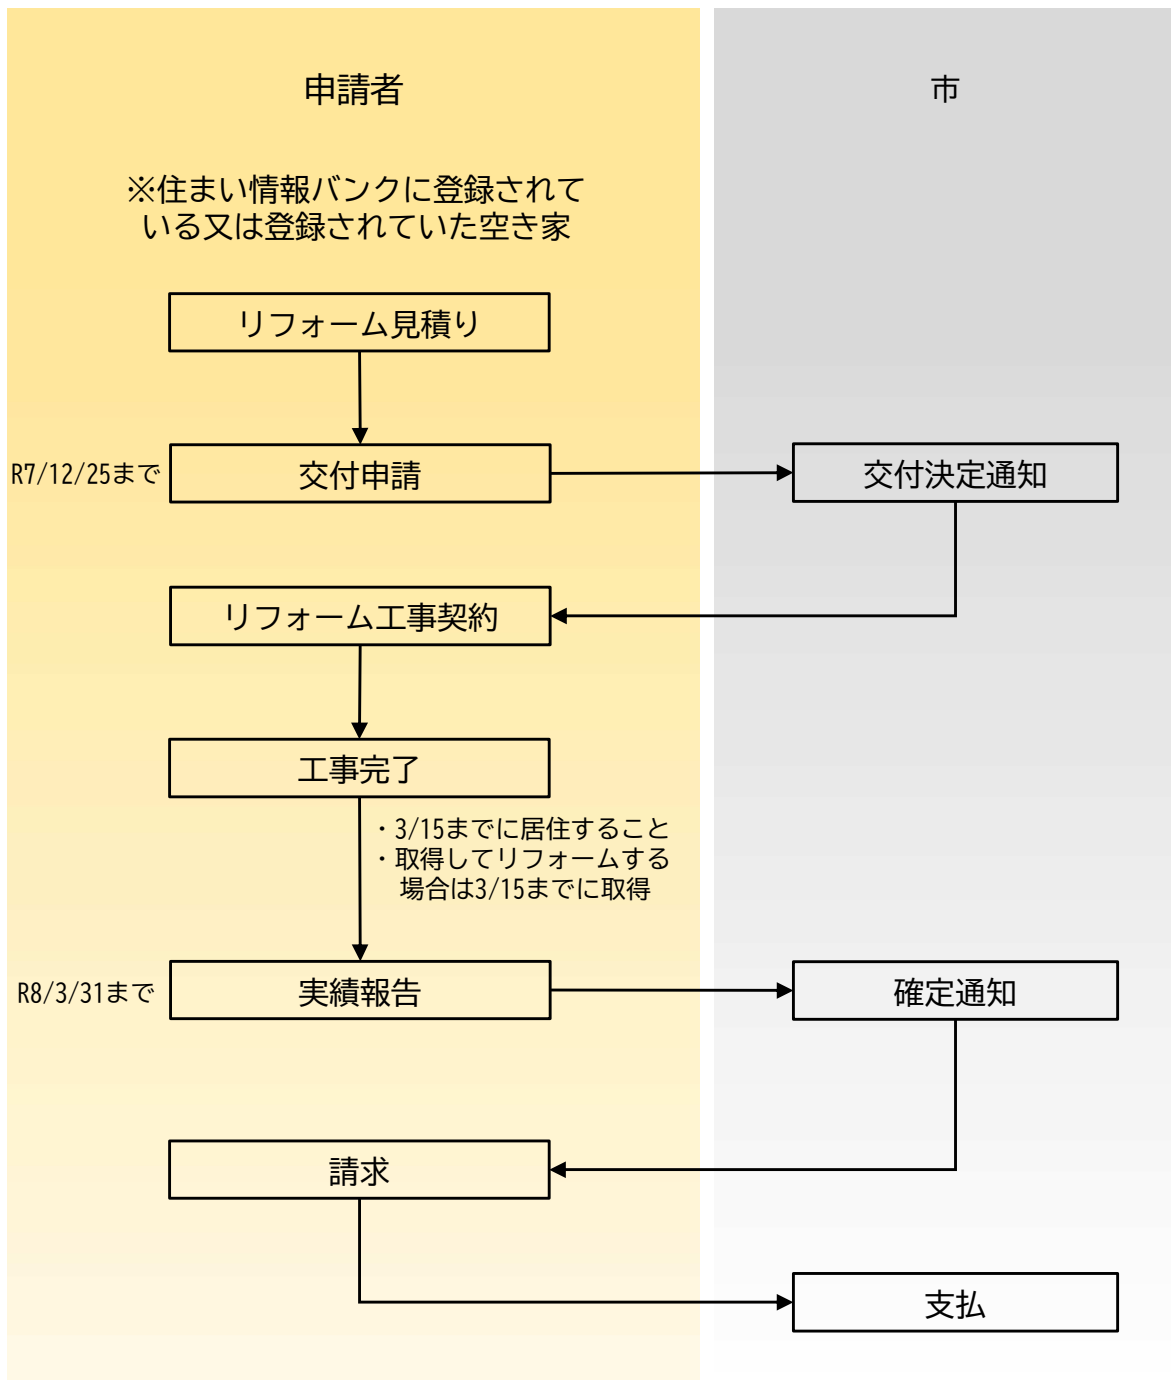 申請者
市
※住まい情報バンクに登録されて
いる又は登録されていた空き家
リフォーム見積り
R7/12/25まで
交付申請
交付決定通知
リフォーム工事契約
工事完了
・3/15までに居住すること
・取得してリフォームする
場合は3/15までに取得
R8/3/31まで
実績報告
確定通知
請求
支払